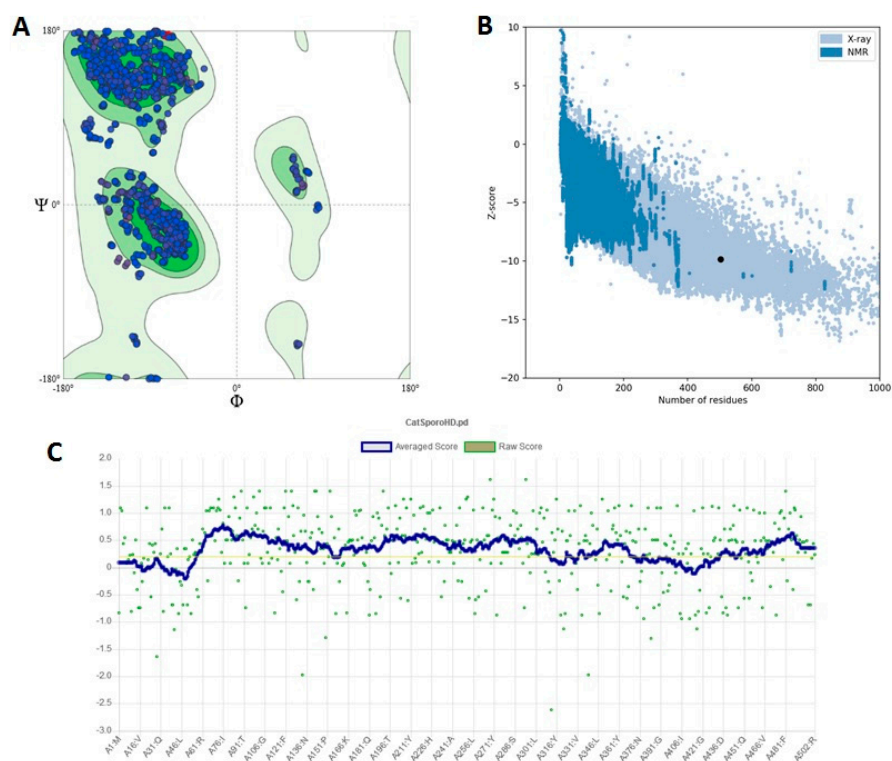 A
180°
Ψ
0°
-180°
-180°
0°
180°
Φ
B
X-ray
NMR
10
5
0
−5
−10
−15
−20
Z-score
0
200
400
600
800
1000
Number of residues
CatSporoHD.pd
C
Averaged Score
Raw Score
2.0
1.5
1.0
0.5
0
-0.5
-1.0
-1.5
-2.0
-2.5
-3.0
A1:M
A16:V
A31:Q
A46:L
A61:R
A76:I
A91:T
A106:G
A121:F
A136:N
A151:P
A166:K
A181:Q
A196:T
A211:Y
A226:H
A241:A
A256:L
A271:Y
A286:S
A301:L
A316:Y
A331:V
A346:L
A361:Y
A376:N
A391:G
A406:I
A421:G
A436:D
A451:Q
A466:V
A481:F
A502:R